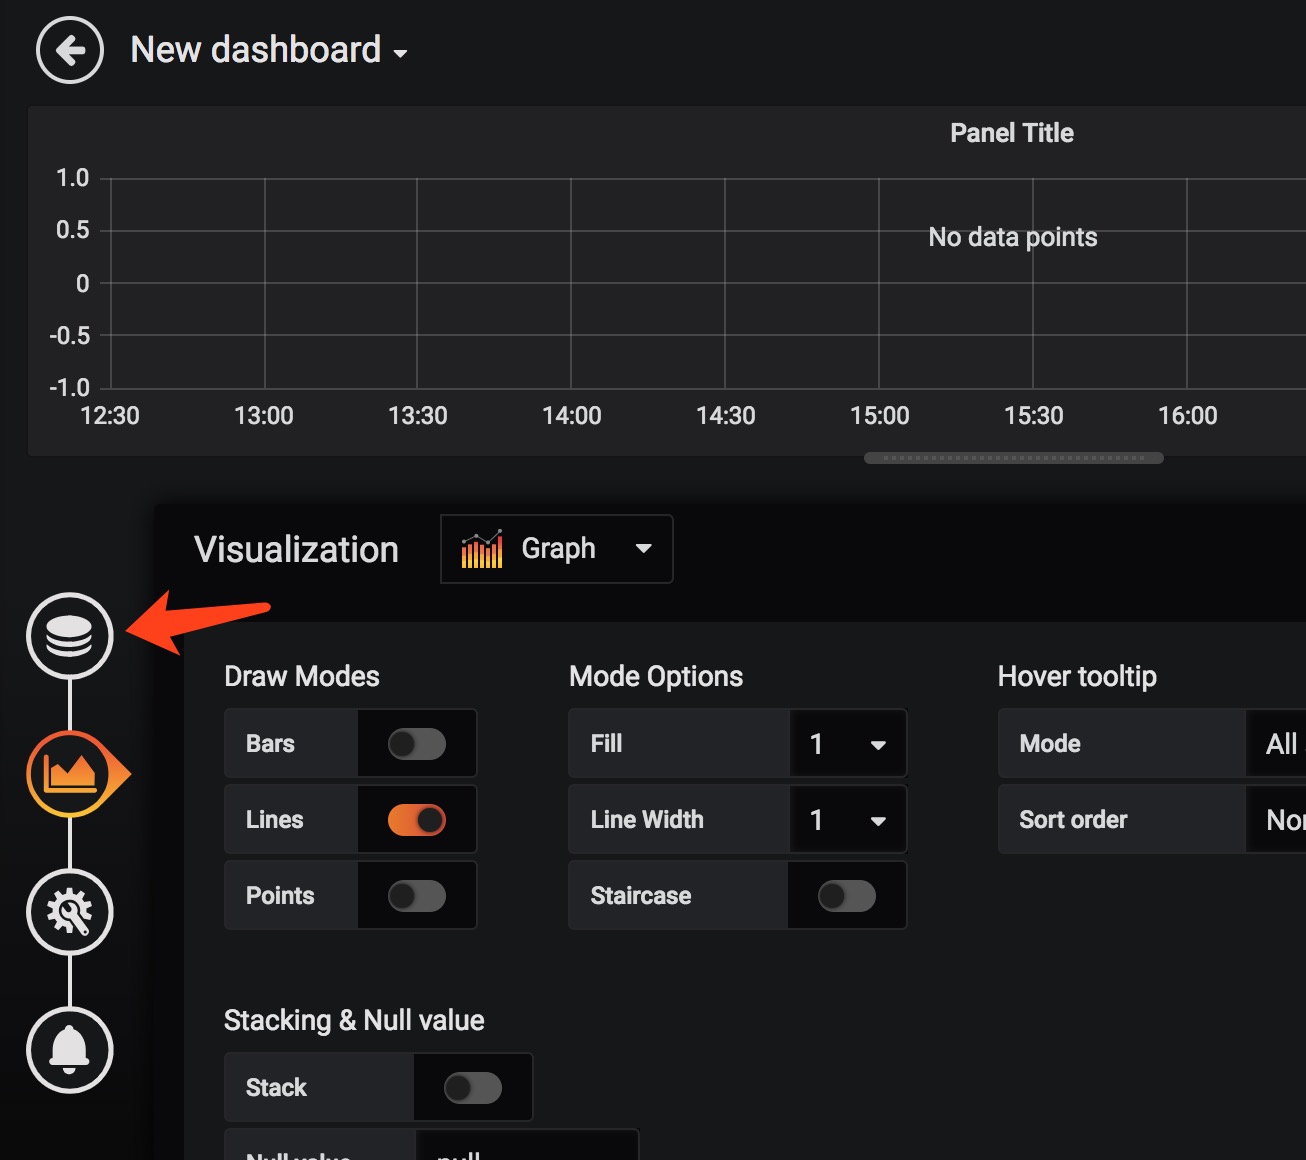 New dashboard
Panel Title
1.0
0.5
No data points
0
-0.5
-1.0
12:30 13:00 13:30 14:00 14:30 15:00 15:30 16:00
Visualization Graph
Draw Modes Mode Options Hover tooltip
Bars Fill 1 Mode All
Lines Line Width 1 Sort order
Points Staircase
Stacking & Null value
Stack
Null value null